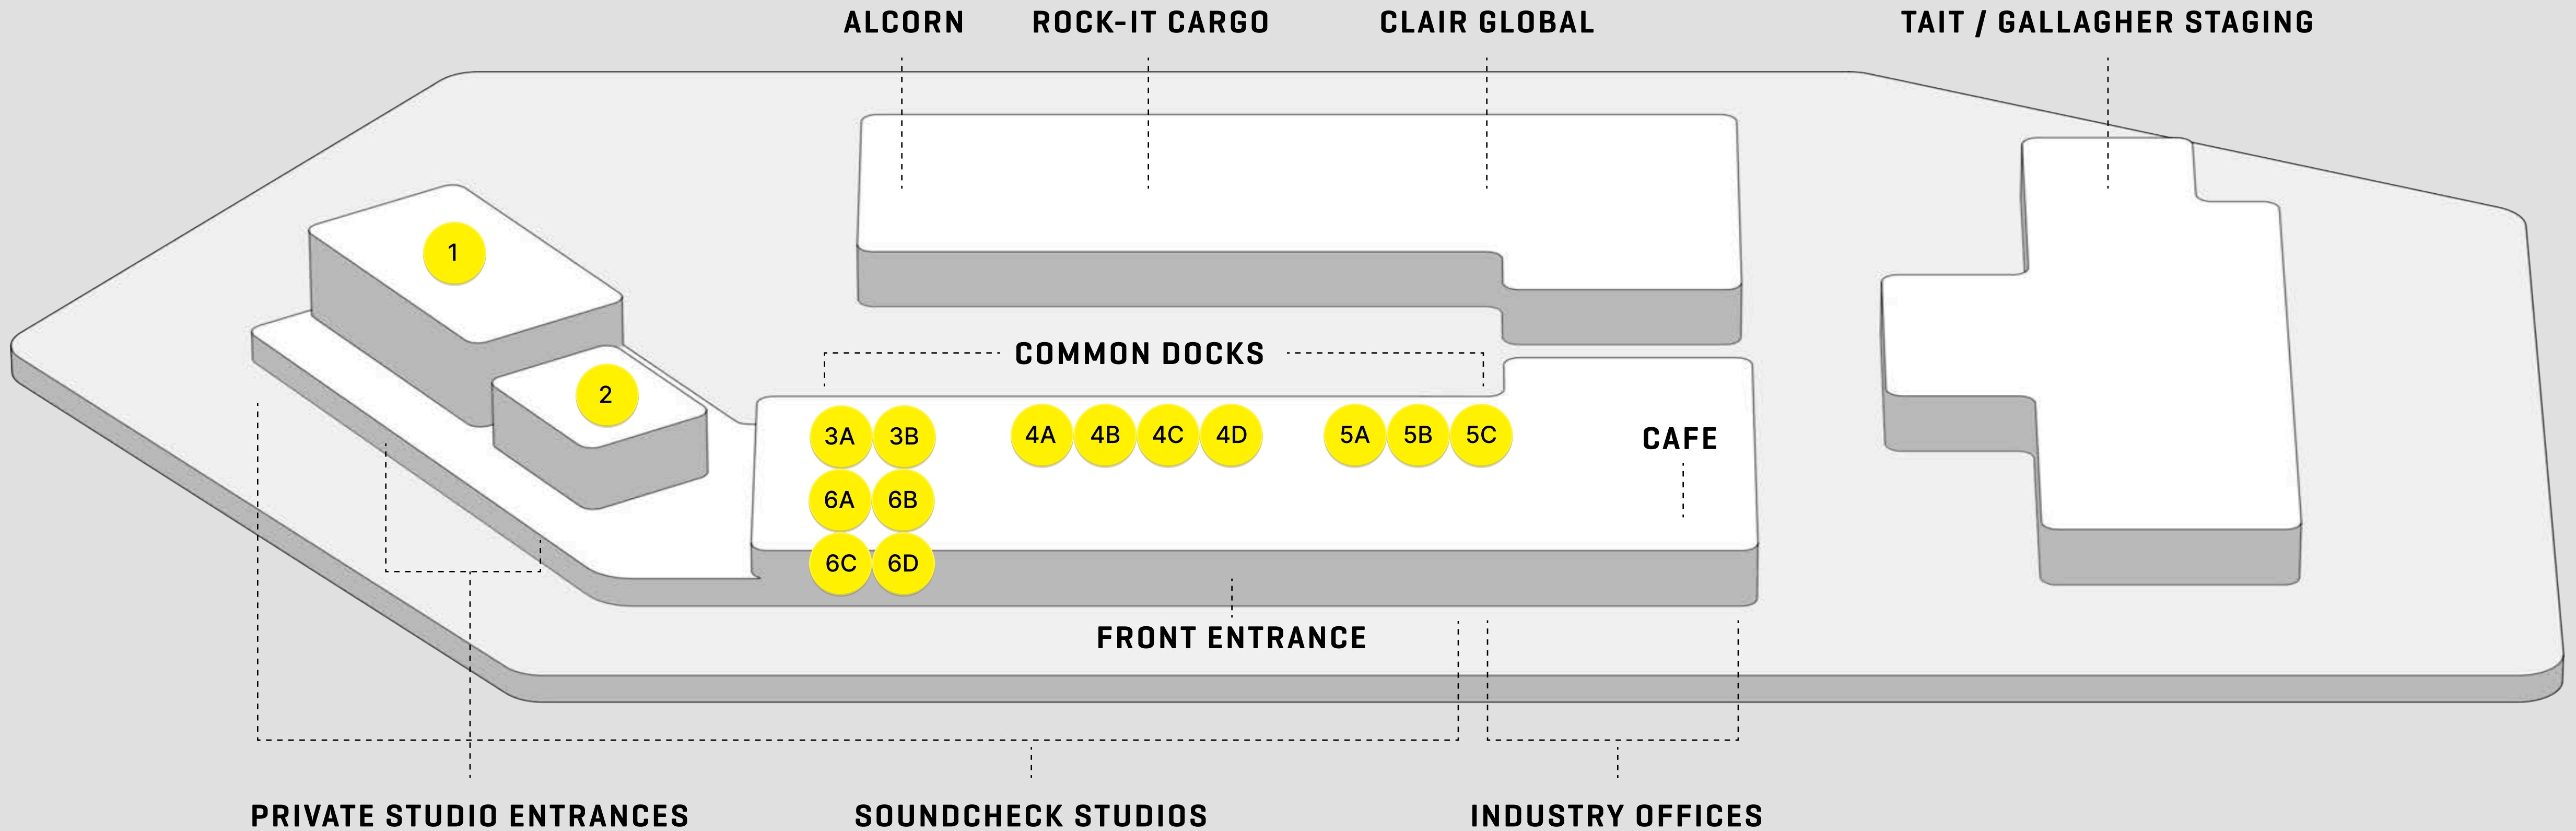 ALCORN
ROCK-IT CARGO
CLAIR GLOBAL
TAIT / GALLAGHER STAGING
1
2
COMMON DOCKS
3A 3B
4A 4B 4C 4D
5A 5B 5C
CAFE
6A 6B
6C 6D
FRONT ENTRANCE
PRIVATE STUDIO ENTRANCES
SOUNDCHECK STUDIOS
INDUSTRY OFFICES